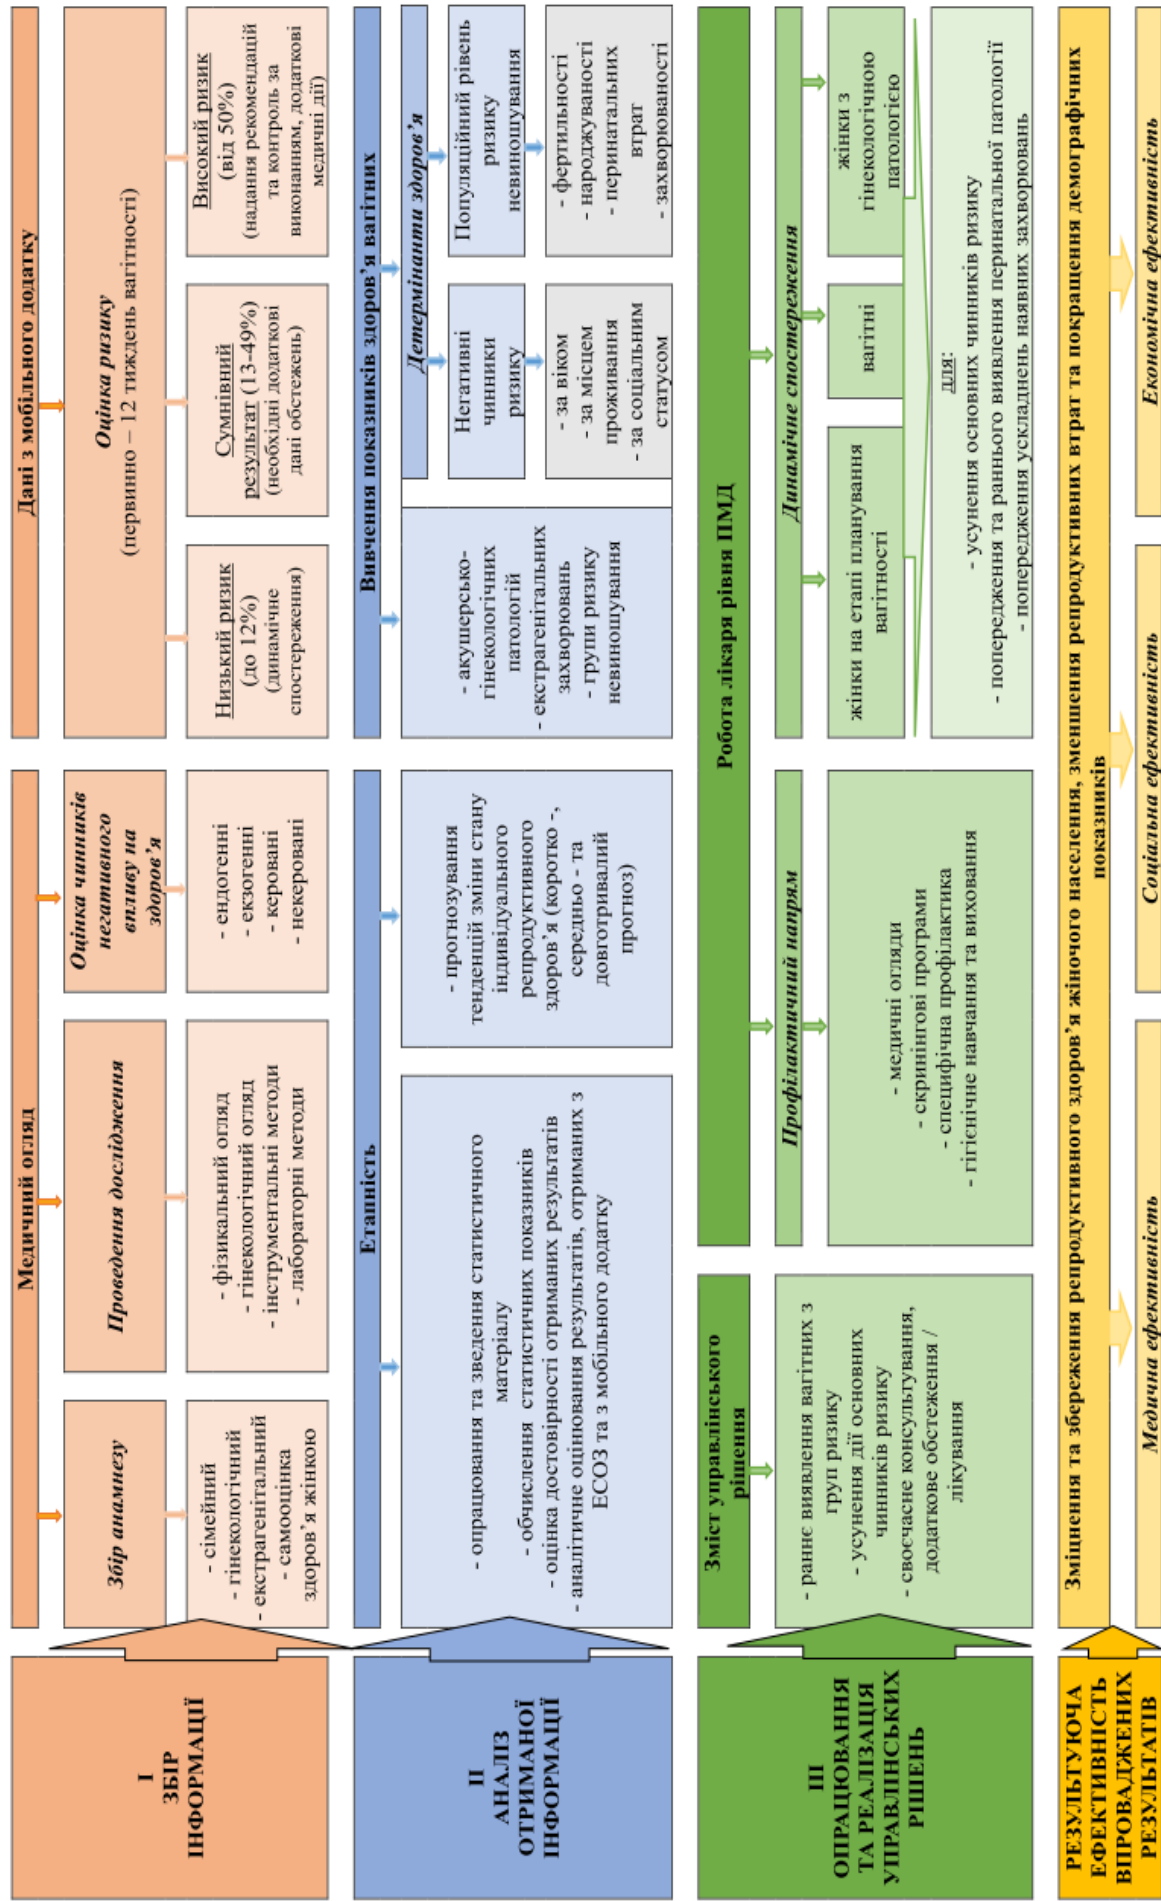 I
ЗБІР
ІНФОРМАЦІЇ
Медичний огляд
Збір анамнезу
- сімейний
- гінекологічний
- екстрагенітальний
- самооцінка
здоров’я жінкою
Проведення дослідження
- фізикальний огляд
- гінекологічний огляд
- інструментальні методи
- лабораторні методи
Оцінка чинників
негативного
впливу на
здоров’я
- ендогенні
- екзогенні
- керовані
- некеровані
Дані з мобільного додатку
Оцінка ризику
(первинно – 12 тиждень вагітності)
Низький ризик
(до 12%)
(динамічне
спостереження)
Сумнівний
результат (13-49%)
(необхідні додаткові
дані обстежень)
Високий ризик
(від 50%)
(надання рекомендацій
та контроль за
виконанням, додаткові
медичні дії)
II
АНАЛІЗ
ОТРИМАНОЇ
ІНФОРМАЦІЇ
Етапність
- опрацювання та зведення статистичного
матеріалу
- обчислення статистичних показників
- оцінка достовірності отриманих результатів
- аналітичне оцінювання результатів, отриманих з
ЕСОЗ та з мобільного додатку
- прогнозування
тенденцій зміни стану
індивідуального
репродуктивного
здоров’я (коротко -,
середньо - та
довготривалий
прогноз)
Вивчення показників здоров’я вагітних
- акушерсько-
гінекологічних
патологій
- екстрагенітальних
захворювань
- групи ризику
невиношування
Детермінанти здоров’я
Негативні
чинники
ризику
- за віком
- за місцем
проживання
- за соціальним
статусом
Популяційний рівень
ризику
невиношування
- фертильності
- народжуваності
- перинатальних
втрат
- захворюваності
III
ОПРАЦЮВАННЯ
ТА РЕАЛІЗАЦІЯ
УПРАВЛІНСЬКИХ
РІШЕНЬ
Зміст управлінського
рішення
- раннє виявлення вагітних з
груп ризику
- усунення дії основних
чинників ризику
- своєчасне консультування,
додаткове обстеження /
лікування
Робота лікаря рівня ПМД
Профілактичний напрям
- медичні огляди
- скринінгові програми
- специфічна профілактика
- гігієнічне навчання та виховання
Динамічне спостереження
жінки на етапі планування
вагітності
вагітні
жінки з
гінекологічною
патологією
для:
- усунення основних чинників ризику
- попередження та раннього виявлення перинатальної патології
- попередження ускладнень наявних захворювань
РЕЗУЛЬТУЮЧА
ЕФЕКТИВНІСТЬ
ВПРОВАДЖЕНИХ
РЕЗУЛЬТАТІВ
Зміцнення та збереження репродуктивного здоров’я жіночого населення, зменшення репродуктивних втрат та покращення демографічних
показників
Медична ефективність
Соціальна ефективність
Економічна ефективність